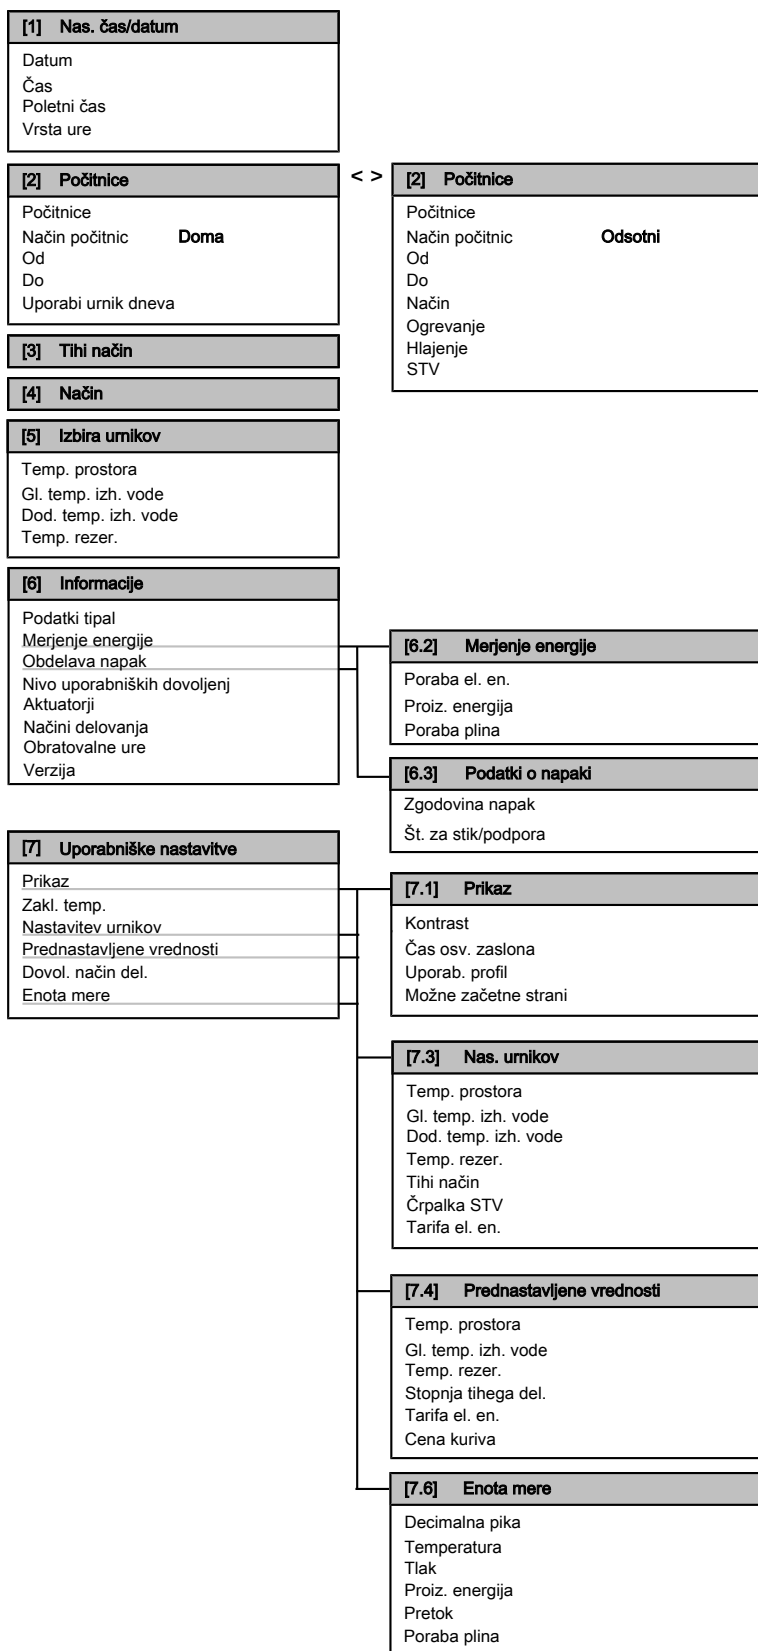 [1] Nas. čas/datum
Datum
Čas
Poletni čas
Vrsta ure
[2] Počitnice
Počitnice
Način počitnic Doma
Od
Do
Uporabi urnik dneva
< >
[2] Počitnice
Počitnice
Način počitnic Odsotni
Od
Do
Način
Ogrevanje
Hlajenje
STV
[3] Tihi način
[4] Način
[5] Izbira urnikov
Temp. prostora
Gl. temp. izh. vode
Dod. temp. izh. vode
Temp. rezer.
[6] Informacije
Podatki tipal
Merjenje energije
Obdelava napak
Nivo uporabniških dovoljenj
Aktuatorji
Načini delovanja
Obratovalne ure
Verzija
[6.2] Merjenje energije
Poraba el. en.
Proiz. energija
Poraba plina
[6.3] Podatki o napaki
Zgodovina napak
Št. za stik/podpora
[7] Uporabniške nastavitve
Prikaz
Zakl. temp.
Nastavitev urnikov
Prednastavljene vrednosti
Dovol. način del.
Enota mere
[7.1] Prikaz
Kontrast
Čas osv. zaslona
Uporab. profil
Možne začetne strani
[7.3] Nas. urnikov
Temp. prostora
Gl. temp. izh. vode
Dod. temp. izh. vode
Temp. rezer.
Tihi način
Črpalka STV
Tarifa el. en.
[7.4] Prednastavljene vrednosti
Temp. prostora
Gl. temp. izh. vode
Temp. rezer.
Stopnja tihega del.
Tarifa el. en.
Cena kuriva
[7.6] Enota mere
Decimalna pika
Temperatura
Tlak
Proiz. energija
Pretok
Poraba plina